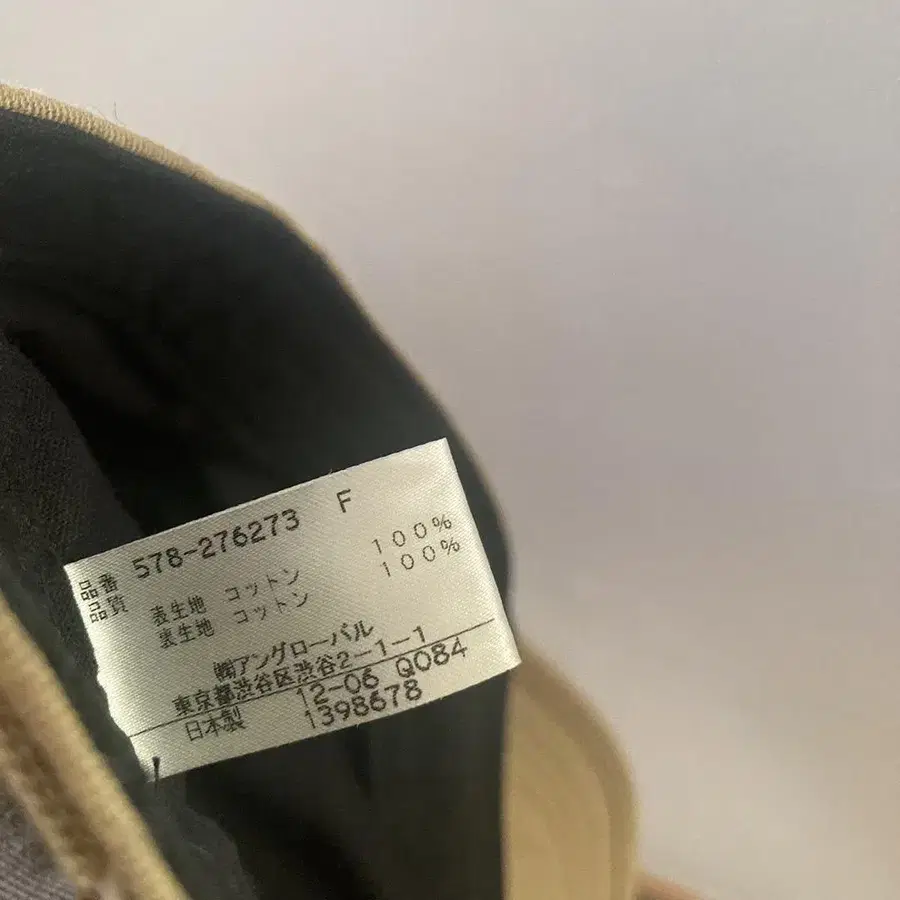 品番 578-276273 F
品質 表生地 コットン 100%
裏生地 コットン 100%
㈱アングローバル
東京都渋谷区渋谷2-1-1
日本製 12-06 Q084
1398678